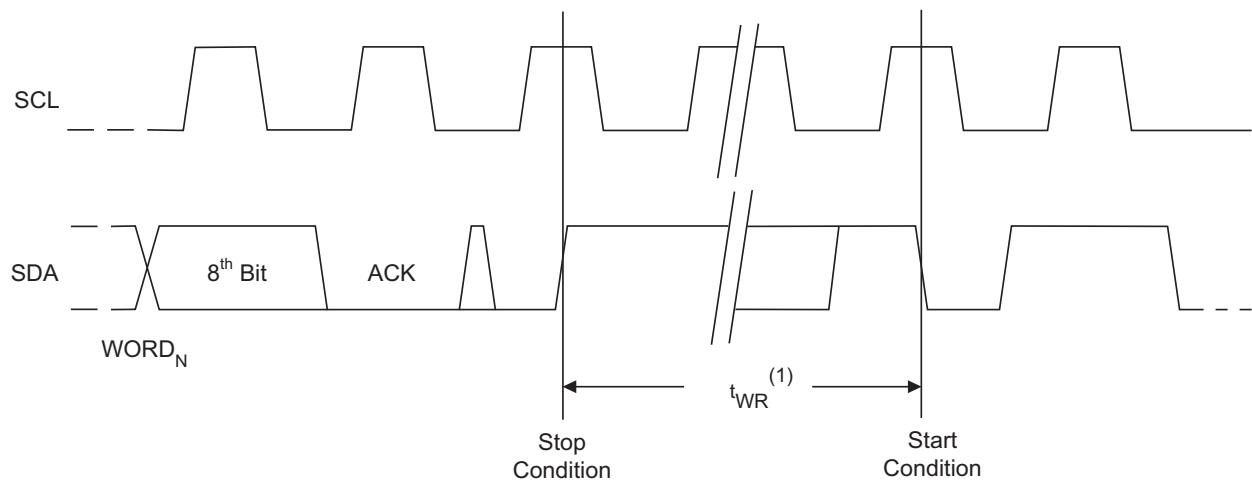 SCL
SDA
8th Bit
ACK
WORDN
tWR(1)
Stop
Condition
Start
Condition